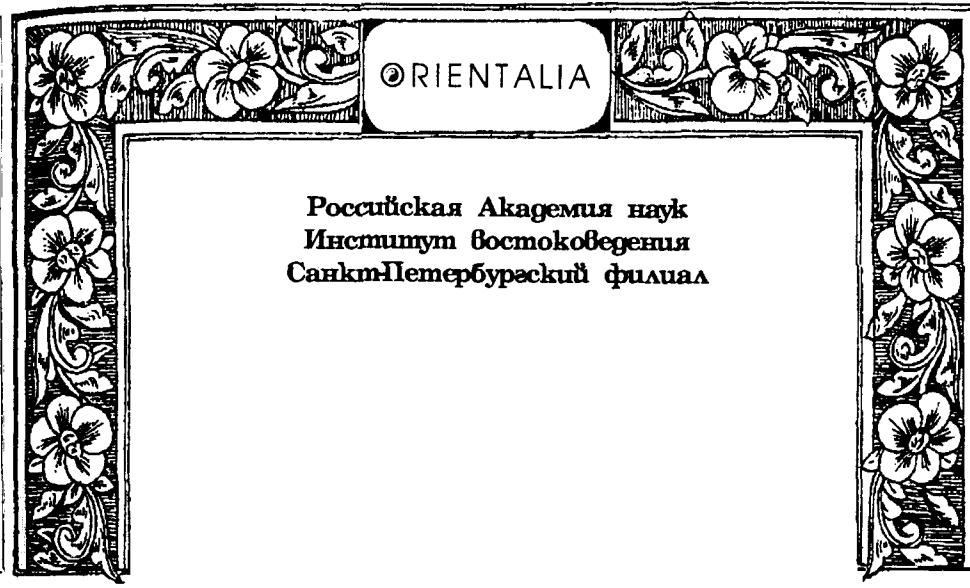 ORIENTALIA
Российская Академия наук
Институт востоковедения
Санкт-Петербургский филиал